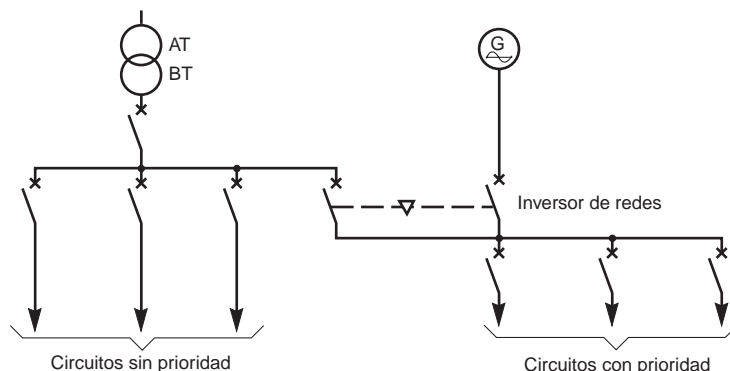 AT
BT
G
Inversor de redes
Circuitos sin prioridad
Circuitos con prioridad